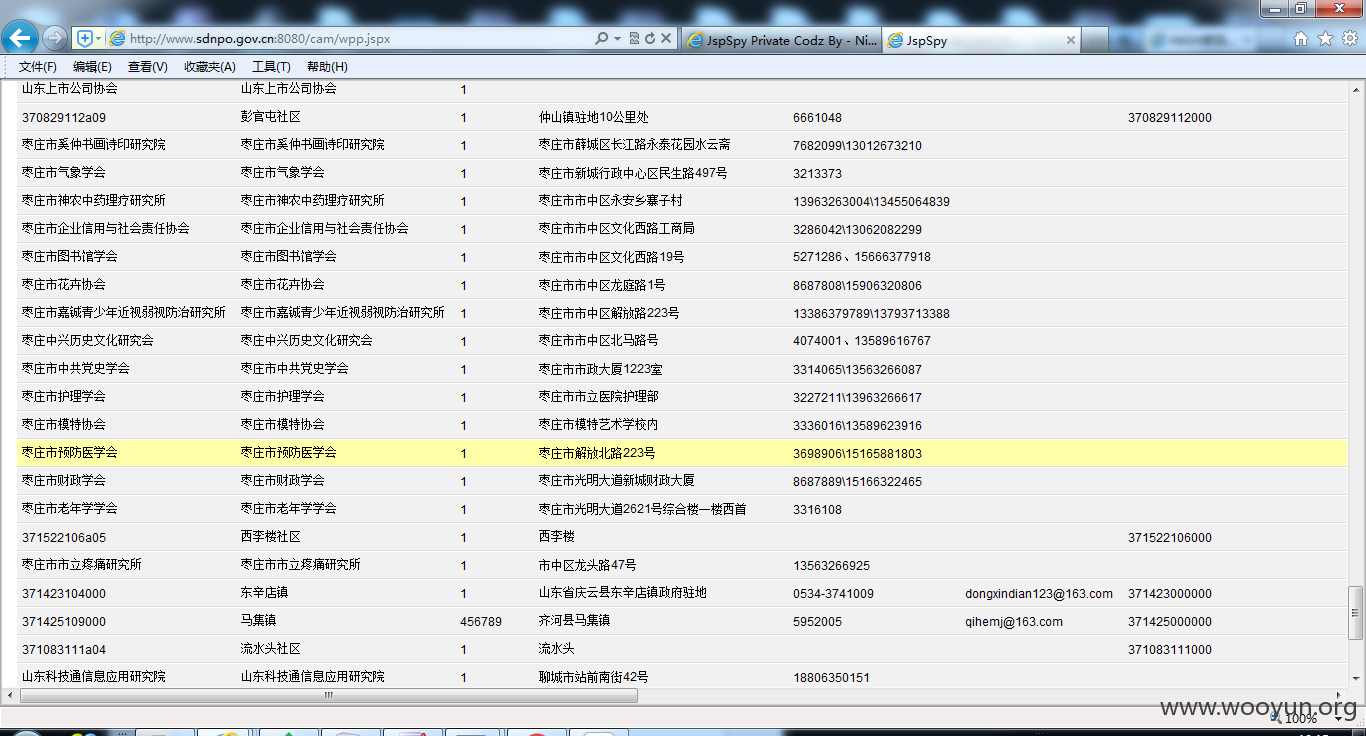 http://www.sdnpo.gov.cn:8080/cam/wpp.jspx
JspSpy Private Codz By - Ni...
JspSpy
文件(F) 编辑(E) 查看(V) 收藏夹(A) 工具(T) 帮助(H)
山东上市公司协会 山东上市公司协会 1
370829112a09 彭官屯社区 1 仲山镇驻地10公里处 6661048 370829112000
枣庄市奚仲书画诗印研究院 枣庄市奚仲书画诗印研究院 1 枣庄市薛城区长江路永泰花园水云斋 7682099\13012673210
枣庄市气象学会 枣庄市气象学会 1 枣庄市新城行政中心区民生路497号 3213373
枣庄市神农中药理疗研究所 枣庄市神农中药理疗研究所 1 枣庄市市中区永安乡寨子村 13963263004\13455064839
枣庄市企业信用与社会责任协会 枣庄市企业信用与社会责任协会 1 枣庄市市中区文化西路工商局 3286042\13062082299
枣庄市图书馆学会 枣庄市图书馆学会 1 枣庄市市中区文化西路19号 5271286、15666377918
枣庄市花卉协会 枣庄市花卉协会 1 枣庄市市中区龙庭路1号 8687808\15906320806
枣庄市嘉铖青少年近视弱视防治研究所 枣庄市嘉铖青少年近视弱视防治研究所 1 枣庄市市中区解放路223号 13386379789\13793713388
枣庄中兴历史文化研究会 枣庄中兴历史文化研究会 1 枣庄市市中区北马路号 4074001、13589616767
枣庄市中共党史学会 枣庄市中共党史学会 1 枣庄市市政大厦1223室 3314065\13563266087
枣庄市护理学会 枣庄市护理学会 1 枣庄市市立医院护理部 3227211\13963266617
枣庄市模特协会 枣庄市模特协会 1 枣庄市模特艺术学校内 3336016\13589623916
枣庄市预防医学会 枣庄市预防医学会 1 枣庄市解放北路223号 3698906\15165881803
枣庄市财政学会 枣庄市财政学会 1 枣庄市光明大道新城财政大厦 8687889\15166322465
枣庄市老年学学会 枣庄市老年学学会 1 枣庄市光明大道2621号综合楼一楼西首 3316108
371522106a05 西李楼社区 1 西李楼 371522106000
枣庄市市立疼痛研究所 枣庄市市立疼痛研究所 1 市中区龙头路47号 13563266925
371423104000 东辛店镇 1 山东省庆云县东辛店镇政府驻地 0534-3741009 dongxindian123@163.com 371423000000
371425109000 马集镇 456789 齐河县马集镇 5952005 qihemj@163.com 371425000000
371083111a04 流水头社区 1 流水头 371083111000
山东科技通信息应用研究院 山东科技通信息应用研究院 1 聊城市站前南街42号 18806350151
www.wooyun.org
100%